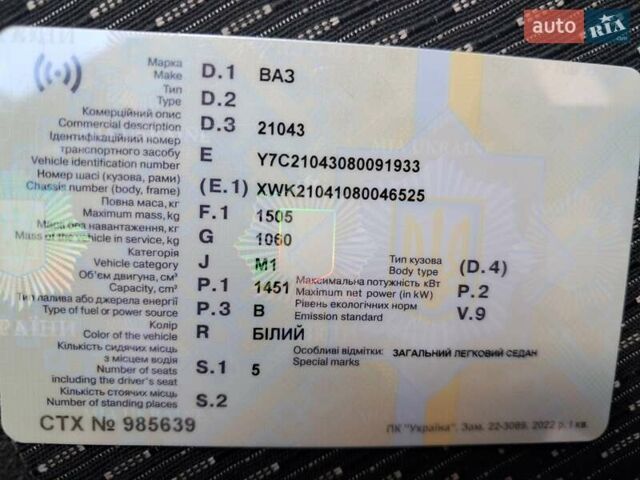 auto RIA
Марка
Make D.1 ВАЗ
Тип
Type D.2
Комерційний опис
Commercial description D.3 21043
Ідентифікаційний номер
транспортного засобу
Vehicle identification number E Y7C21043080091933
Номер шасі (кузова, рами)
Chassis number (body, frame) (E.1) XWK21041080046525
Повна маса, кг
Maximum mass, kg F.1 1505
Маса без навантаження, кг
Mass of the vehicle in service, kg G 1060
Категорія
Vehicle category J M1
Тип кузова
Body type (D.4)
Об'єм двигуна, см³
Capacity, cm³ P.1 1451
Максимальна потужність кВт
Maximum net power (in kW) P.2
Тип палива або джерела енергії
Type of fuel or power source P.3 B
Рівень екологічних норм
Emission standard V.9
Колір
Color of the vehicle R БІЛИЙ
Кількість сидячих місць
з місцем водія
Number of seats
including the driver's seat S.1 5
Особливі відмітки: ЗАГАЛЬНИЙ ЛЕГКОВИЙ СЕДАН
Special marks
Кількість стоячих місць
Number of standing places S.2
СТХ № 985639
ПК "Україна". Зам. 22-3089. 2022 р. I кв.